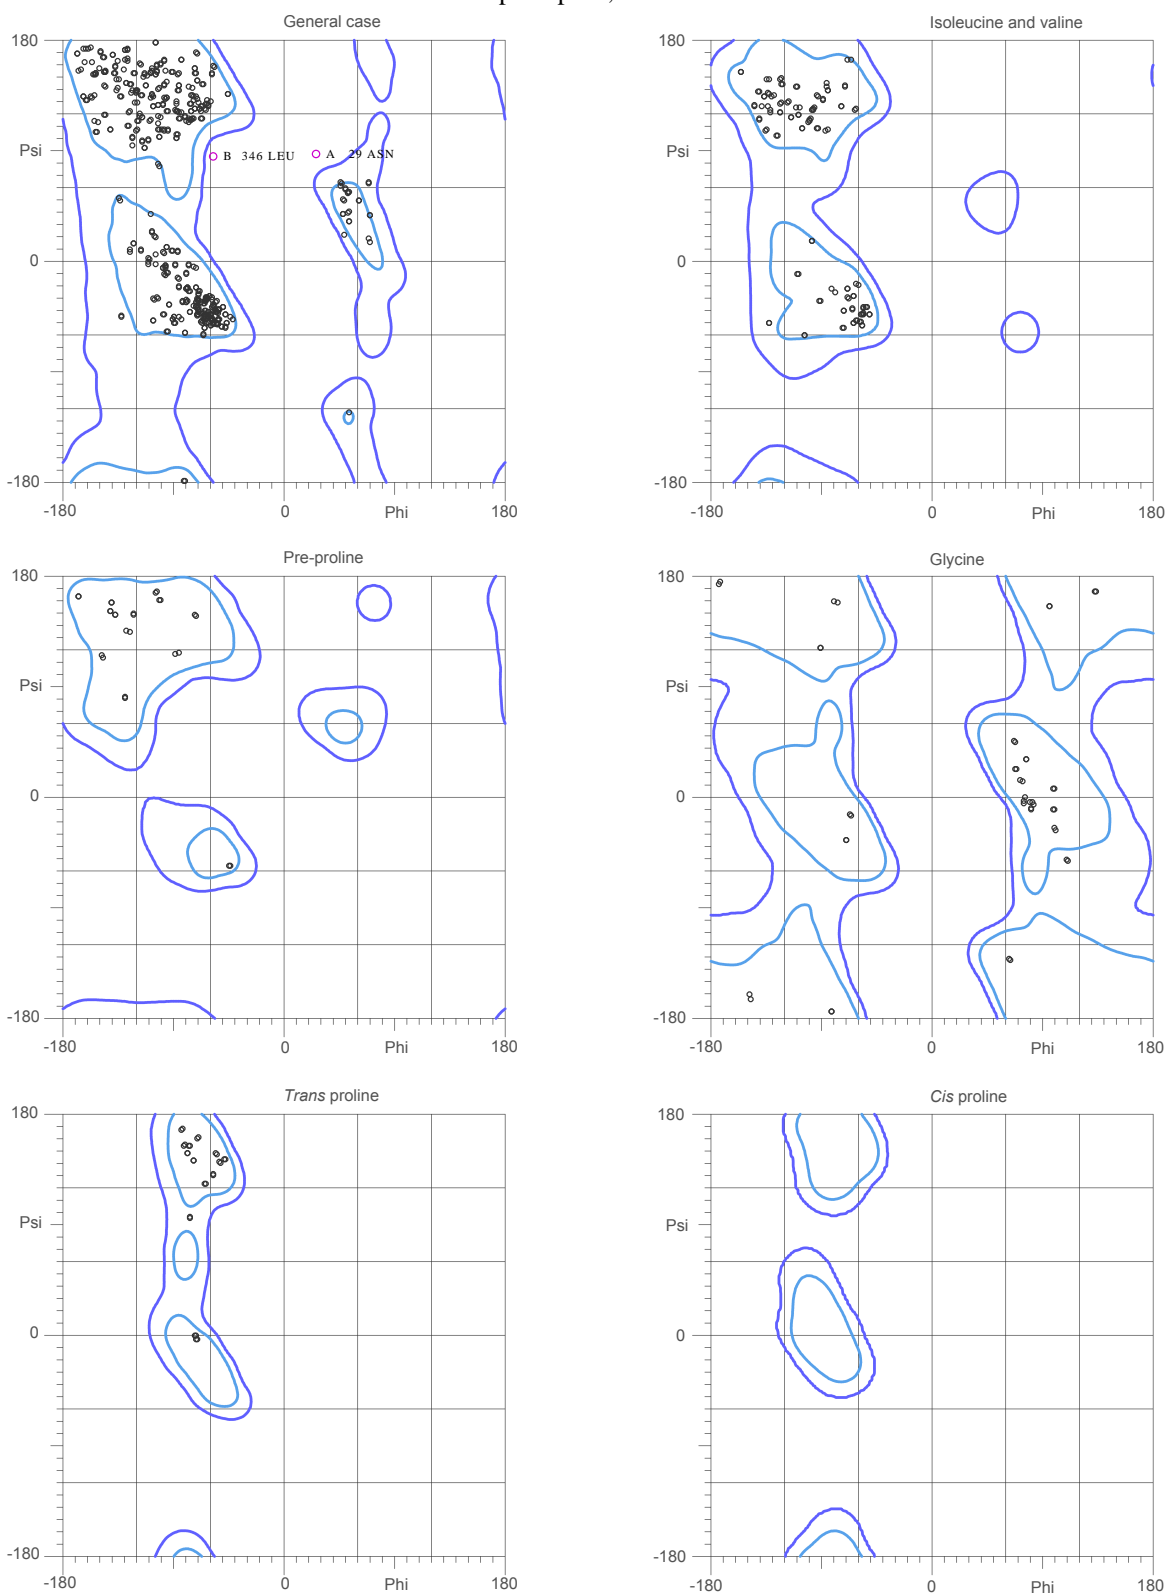 General case
Isoleucine and valine
180
Psi
B 346 LEU
A 29 ASN
0
-180
-180
0
Phi
180
180
Psi
0
-180
-180
0
Phi
180
Pre-proline
Glycine
180
Psi
0
-180
-180
0
Phi
180
180
Psi
0
-180
-180
0
Phi
180
Trans proline
Cis proline
180
Psi
0
-180
-180
0
Phi
180
180
Psi
0
-180
-180
0
Phi
180